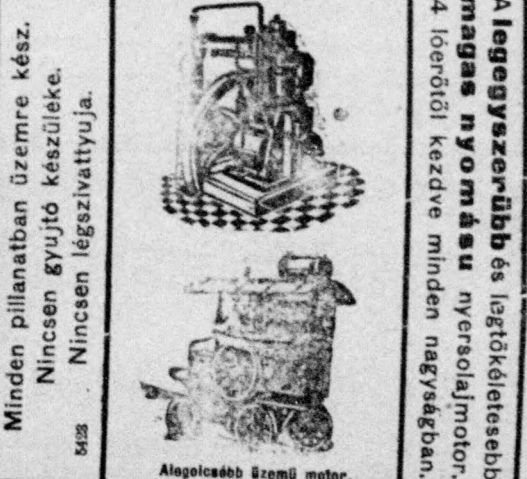 Minden pillanatban üzemre kész.
Nincsen gyujtó készüléke.
Nincsen légszivattyuja.
5423
Alegolcsóbb üzemü motor.
A legegyszerübb és legtökéletesebb
magas nyomásu nyersolajmotor,
4 lóerőtől kezdve minden nagyságban.